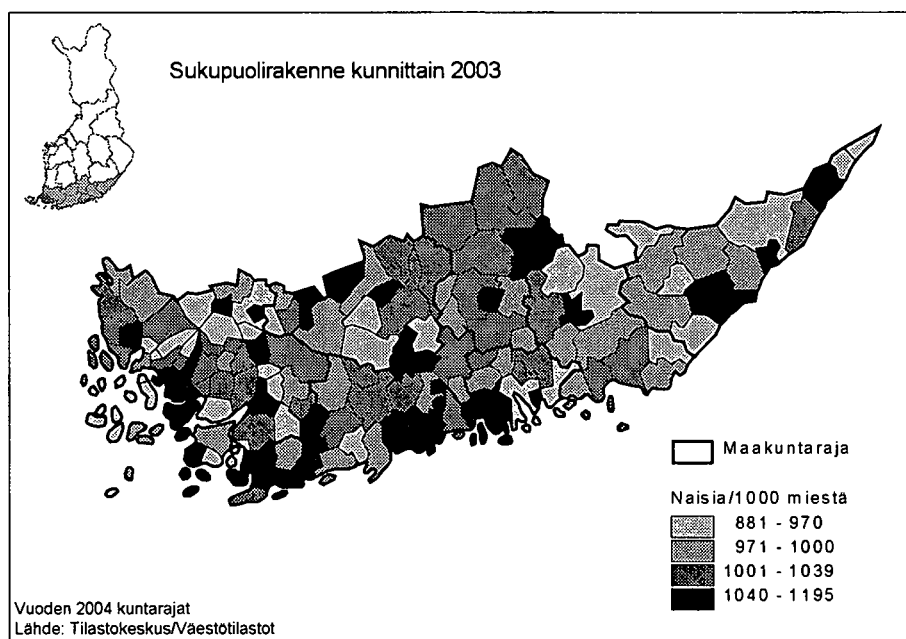 Sukupuolirakenne kunnittain 2003
Maakuntaraja
Naisia/1000 miestä
881 - 970
971 - 1000
1001 - 1039
1040 - 1195
Vuoden 2004 kuntarajat
Lähde: Tilastokeskus/Väestötilastot